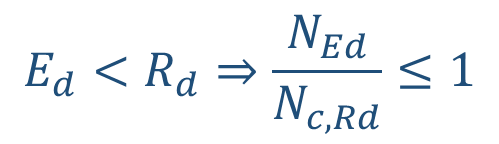 E_d < R_d ⇒ N_Ed / N_c,Rd ≤ 1